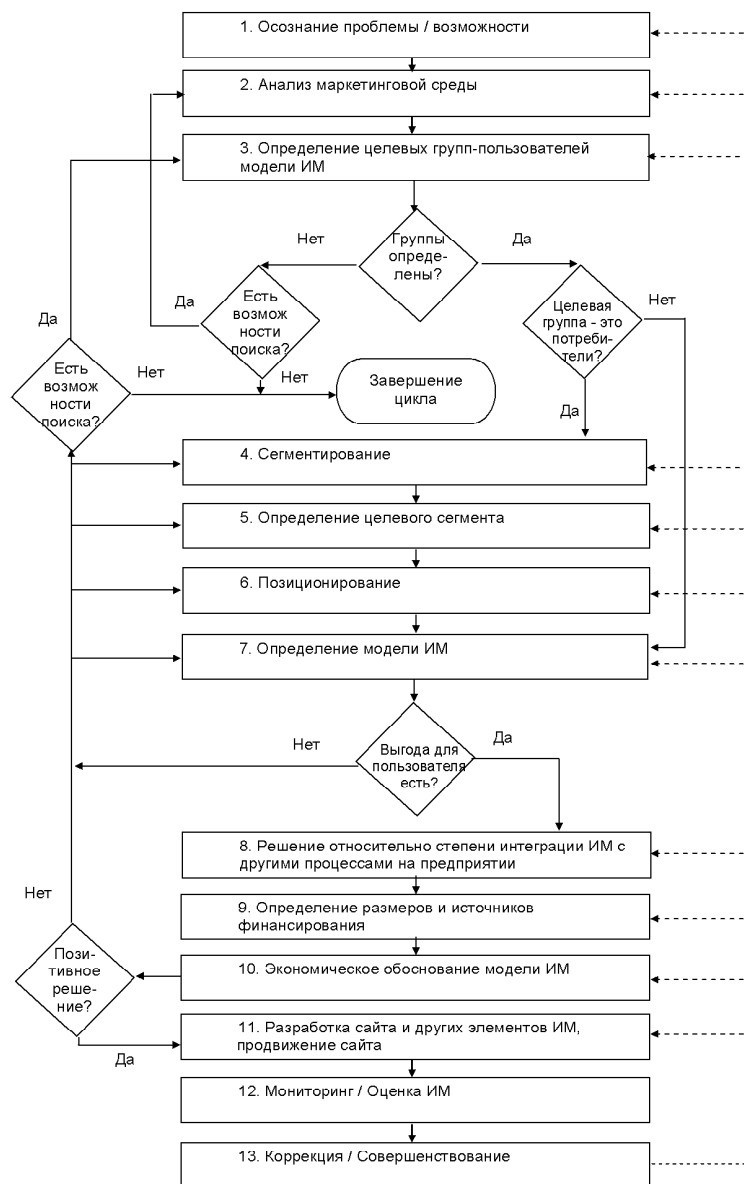 1. Осознание проблемы / возможности
2. Анализ маркетинговой среды
3. Определение целевых групп-пользователей
модели ИМ
Группы
опреде-
лены?
Нет
Да
Да
Есть
возмож
ности
поиска?
Целевая
группа - это
потреби-
тели?
Нет
Да
Есть
возмож
ности
поиска?
Нет
Нет
Завершение
цикла
Да
4. Сегментирование
5. Определение целевого сегмента
6. Позиционирование
7. Определение модели ИМ
Нет
Выгода для
пользователя
есть?
Да
8. Решение относительно степени интеграции ИМ с
другими процессами на предприятии
Нет
9. Определение размеров и источников
финансирования
Пози-
тивное
реше-
ние?
10. Экономическое обоснование модели ИМ
11. Разработка сайта и других элементов ИМ,
продвижение сайта
Да
12. Мониторинг / Оценка ИМ
13. Коррекция / Совершенствование